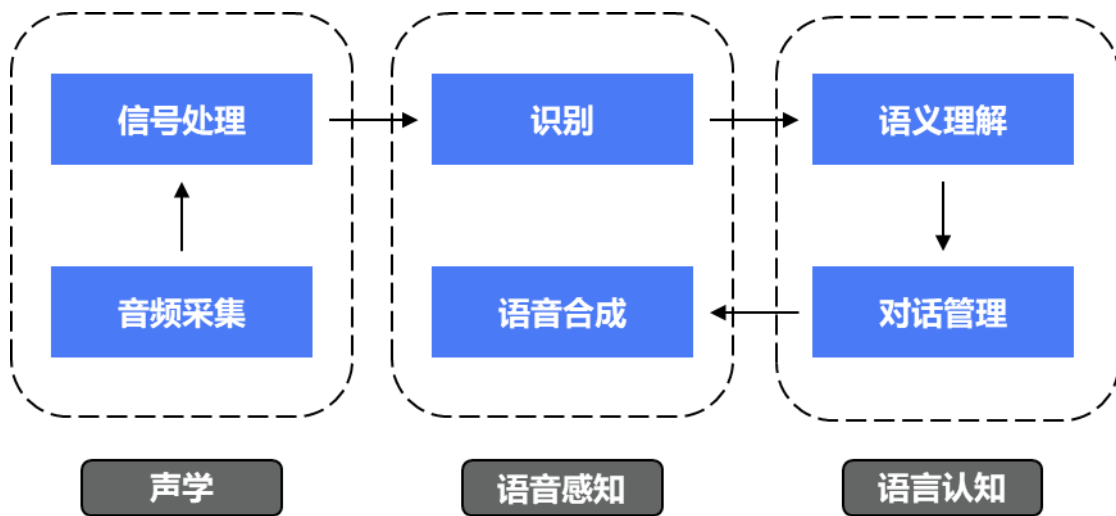 信号处理
识别
语义理解
音频采集
语音合成
对话管理
声学
语音感知
语言认知